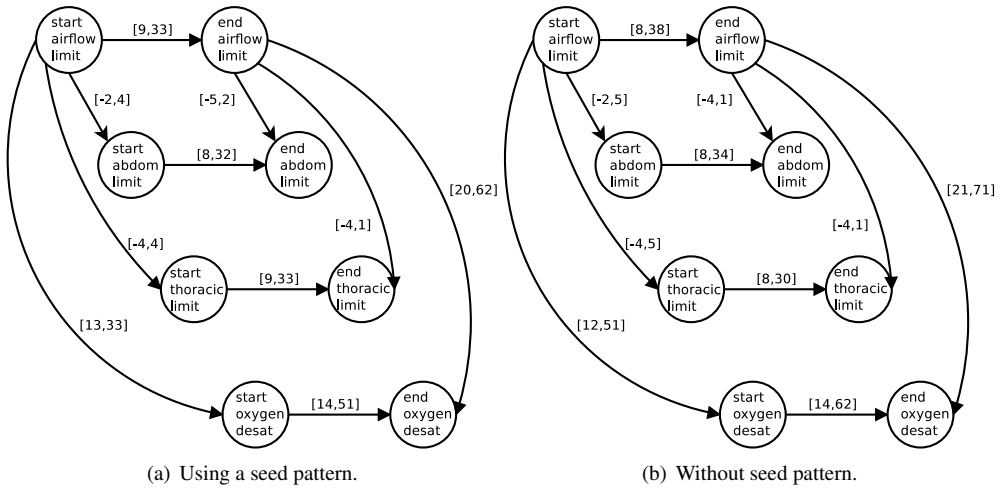 start
airflow
limit
[9,33]
end
airflow
limit
[-2,4]
[-5,2]
start
abdom
limit
[8,32]
end
abdom
limit
[20,62]
[-4,4]
[-4,1]
start
thoracic
limit
[9,33]
end
thoracic
limit
[13,33]
start
oxygen
desat
[14,51]
end
oxygen
desat
(a) Using a seed pattern.
start
airflow
limit
[8,38]
end
airflow
limit
[-2,5]
[-4,1]
start
abdom
limit
[8,34]
end
abdom
limit
[21,71]
[-4,5]
[-4,1]
start
thoracic
limit
[8,30]
end
thoracic
limit
[12,51]
start
oxygen
desat
[14,62]
end
oxygen
desat
(b) Without seed pattern.